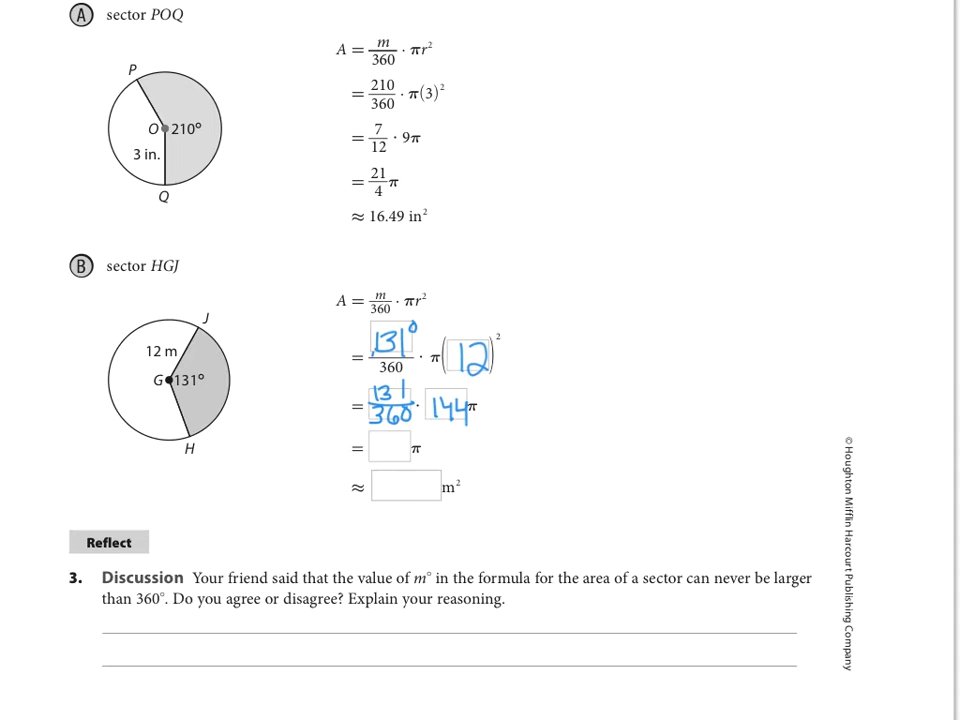 A sector POQ
A = m/360 · πr²
P
= 210/360 · π(3)²
O 210°
= 7/12 · 9π
3 in.
= 21/4 π
Q
≈ 16.49 in²
B sector HGJ
A = m/360 · πr²
J
= 131°/360 · π(12)²
12 m
G 131°
= 131/360 · 144π
H
= π
≈ m²
Reflect
3. Discussion Your friend said that the value of m° in the formula for the area of a sector can never be larger
than 360°. Do you agree or disagree? Explain your reasoning.
© Houghton Mifflin Harcourt Publishing Company